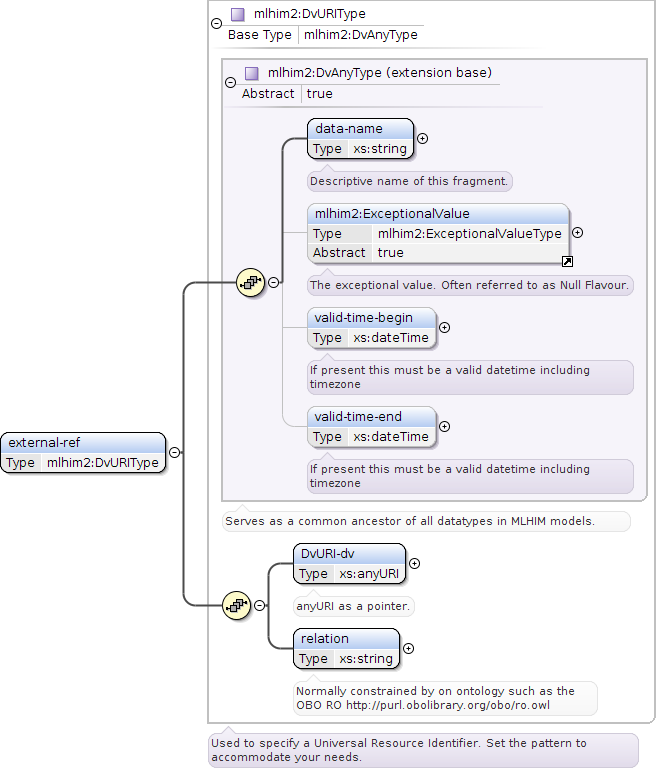 mlhim2:DvURIType
Base Type mlhim2:DvAnyType
mlhim2:DvAnyType (extension base)
Abstract true
data-name
Type xs:string
Descriptive name of this fragment.
mlhim2:ExceptionalValue
Type mlhim2:ExceptionalValueType
Abstract true
The exceptional value. Often referred to as Null Flavour.
valid-time-begin
Type xs:dateTime
If present this must be a valid datetime including
timezone
valid-time-end
Type xs:dateTime
If present this must be a valid datetime including
timezone
external-ref
Type mlhim2:DvURIType
Serves as a common ancestor of all datatypes in MLHIM models.
DvURI-dv
Type xs:anyURI
anyURI as a pointer.
relation
Type xs:string
Normally constrained by on ontology such as the
OBO RO http://purl.obolibrary.org/obo/ro.owl
Used to specify a Universal Resource Identifier. Set the pattern to
accommodate your needs.